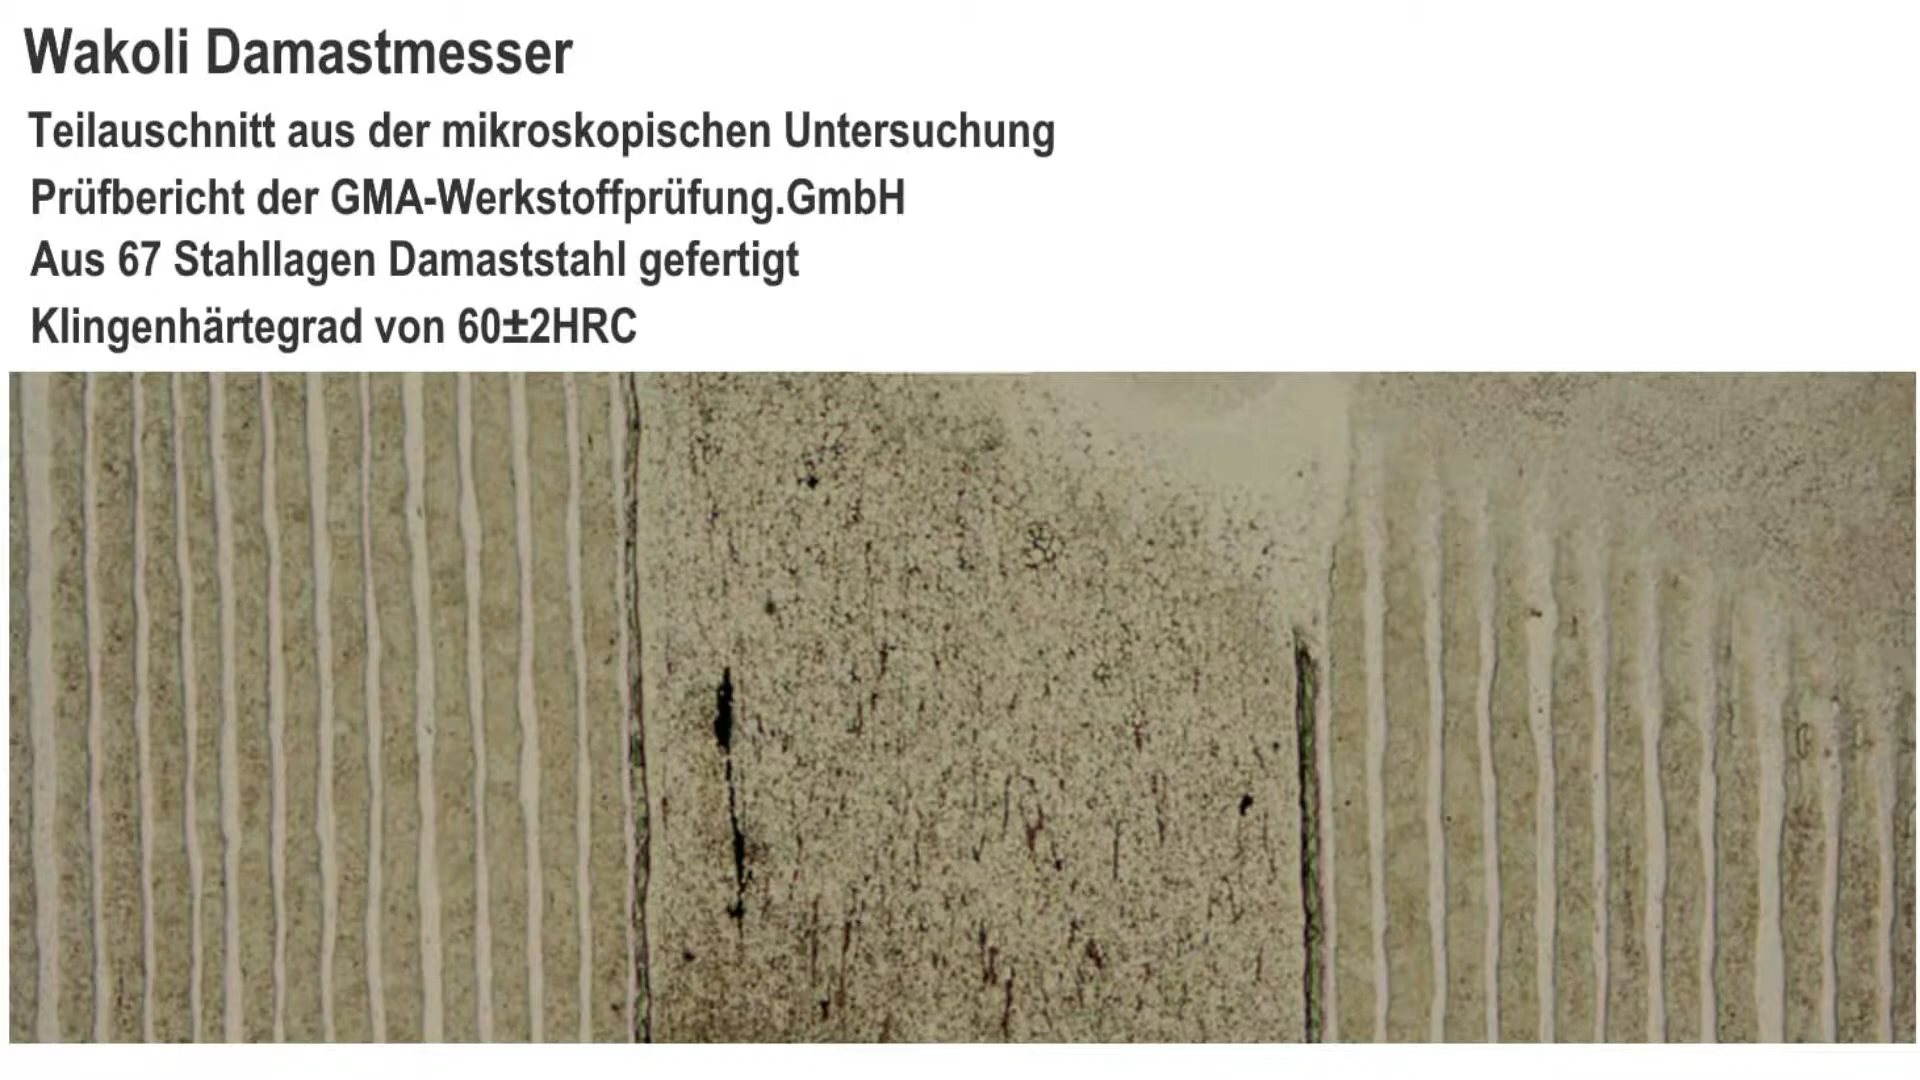 Wakoli Damastmesser
Teilauschnitt aus der mikroskopischen Untersuchung
Prüfbericht der GMA-Werkstoffprüfung.GmbH
Aus 67 Stahllagen Damaststahl gefertigt
Klingenhärtegrad von 60±2HRC